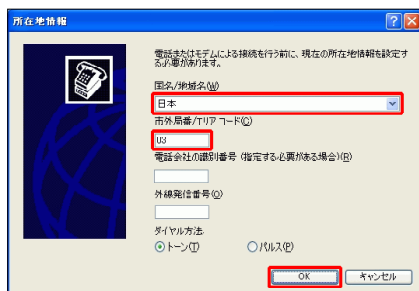 所在地情報
電話またはモデムによる接続を行う前に、現在の所在地情報を設定す
る必要があります。
国名/地域名(W)
日本
市外局番/エリア コード(C)
03
電話会社の識別番号 (指定する必要がある場合)(R)
外線発信番号(O)
ダイヤル方法:
トーン(T)
パルス(P)
OK
キャンセル